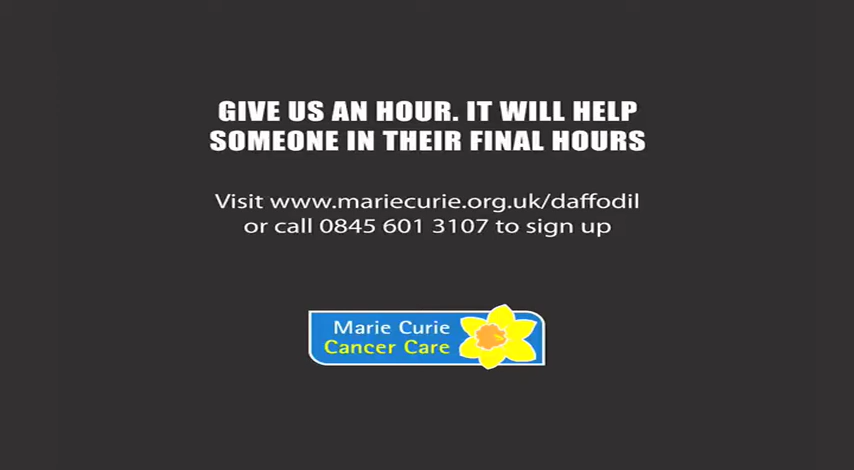 GIVE US AN HOUR. IT WILL HELP
SOMEONE IN THEIR FINAL HOURS
Visit www.mariecurie.org.uk/daffodil
or call 0845 601 3107 to sign up
Marie Curie
Cancer Care